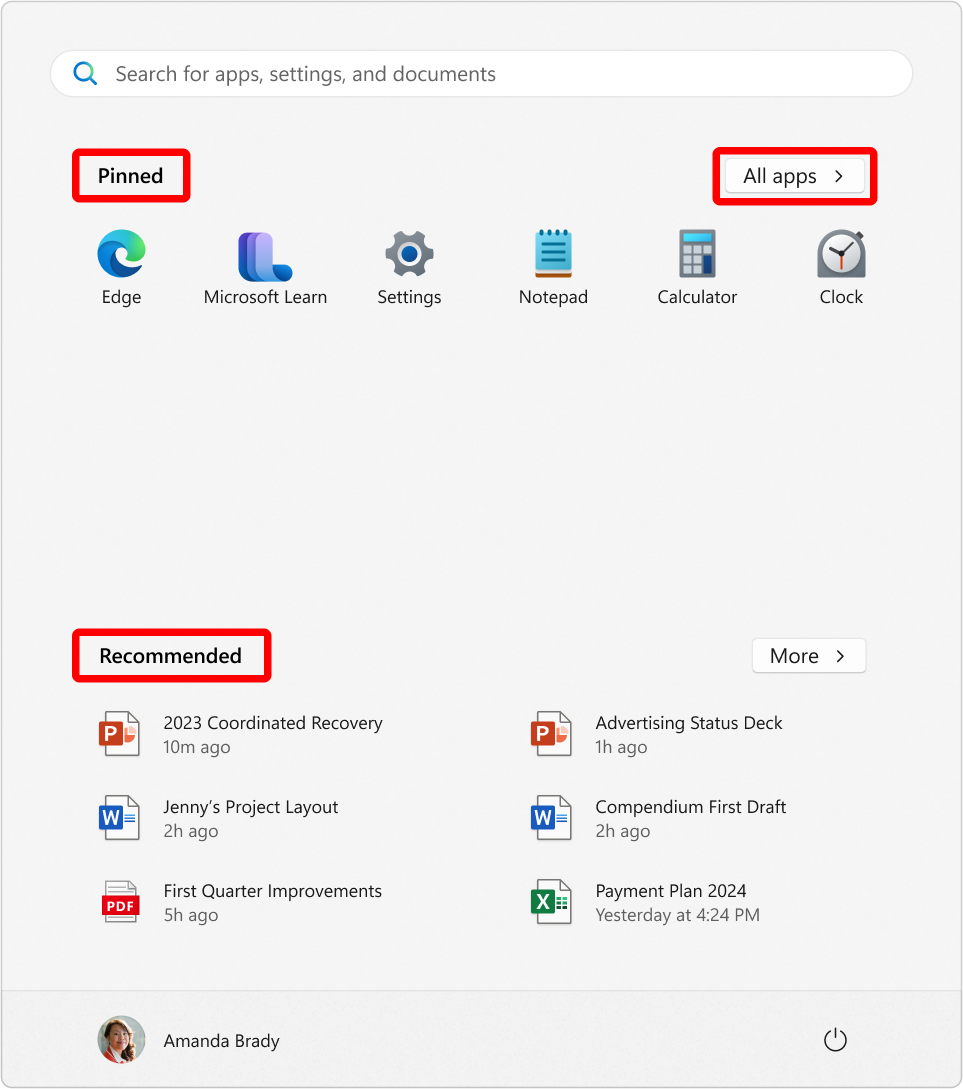 Search for apps, settings, and documents
Pinned
All apps
Edge
Microsoft Learn
Settings
Notepad
Calculator
Clock
Recommended
More
P
2023 Coordinated Recovery
10m ago
P
Advertising Status Deck
1h ago
W
Jenny’s Project Layout
2h ago
W
Compendium First Draft
2h ago
PDF
First Quarter Improvements
5h ago
X
Payment Plan 2024
Yesterday at 4:24 PM
Amanda Brady